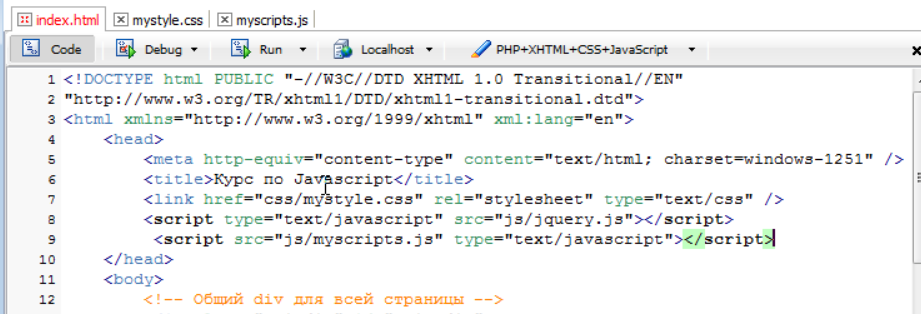 index.html mystyle.css myscripts.js
Code Debug Run Localhost PHP+XHTML+CSS+JavaScript
1 <!DOCTYPE html PUBLIC "-//W3C//DTD XHTML 1.0 Transitional//EN"
2 "http://www.w3.org/TR/xhtml1/DTD/xhtml1-transitional.dtd">
3 <html xmlns="http://www.w3.org/1999/xhtml" xml:lang="en">
4 <head>
5 <meta http-equiv="content-type" content="text/html; charset=windows-1251" />
6 <title>Курс по Javascript</title>
7 <link href="css/mystyle.css" rel="stylesheet" type="text/css" />
8 <script type="text/javascript" src="js/jquery.js"></script>
9 <script src="js/myscripts.js" type="text/javascript"></script>
10 </head>
11 <body>
12 <!-- Общий div для всей страницы -->